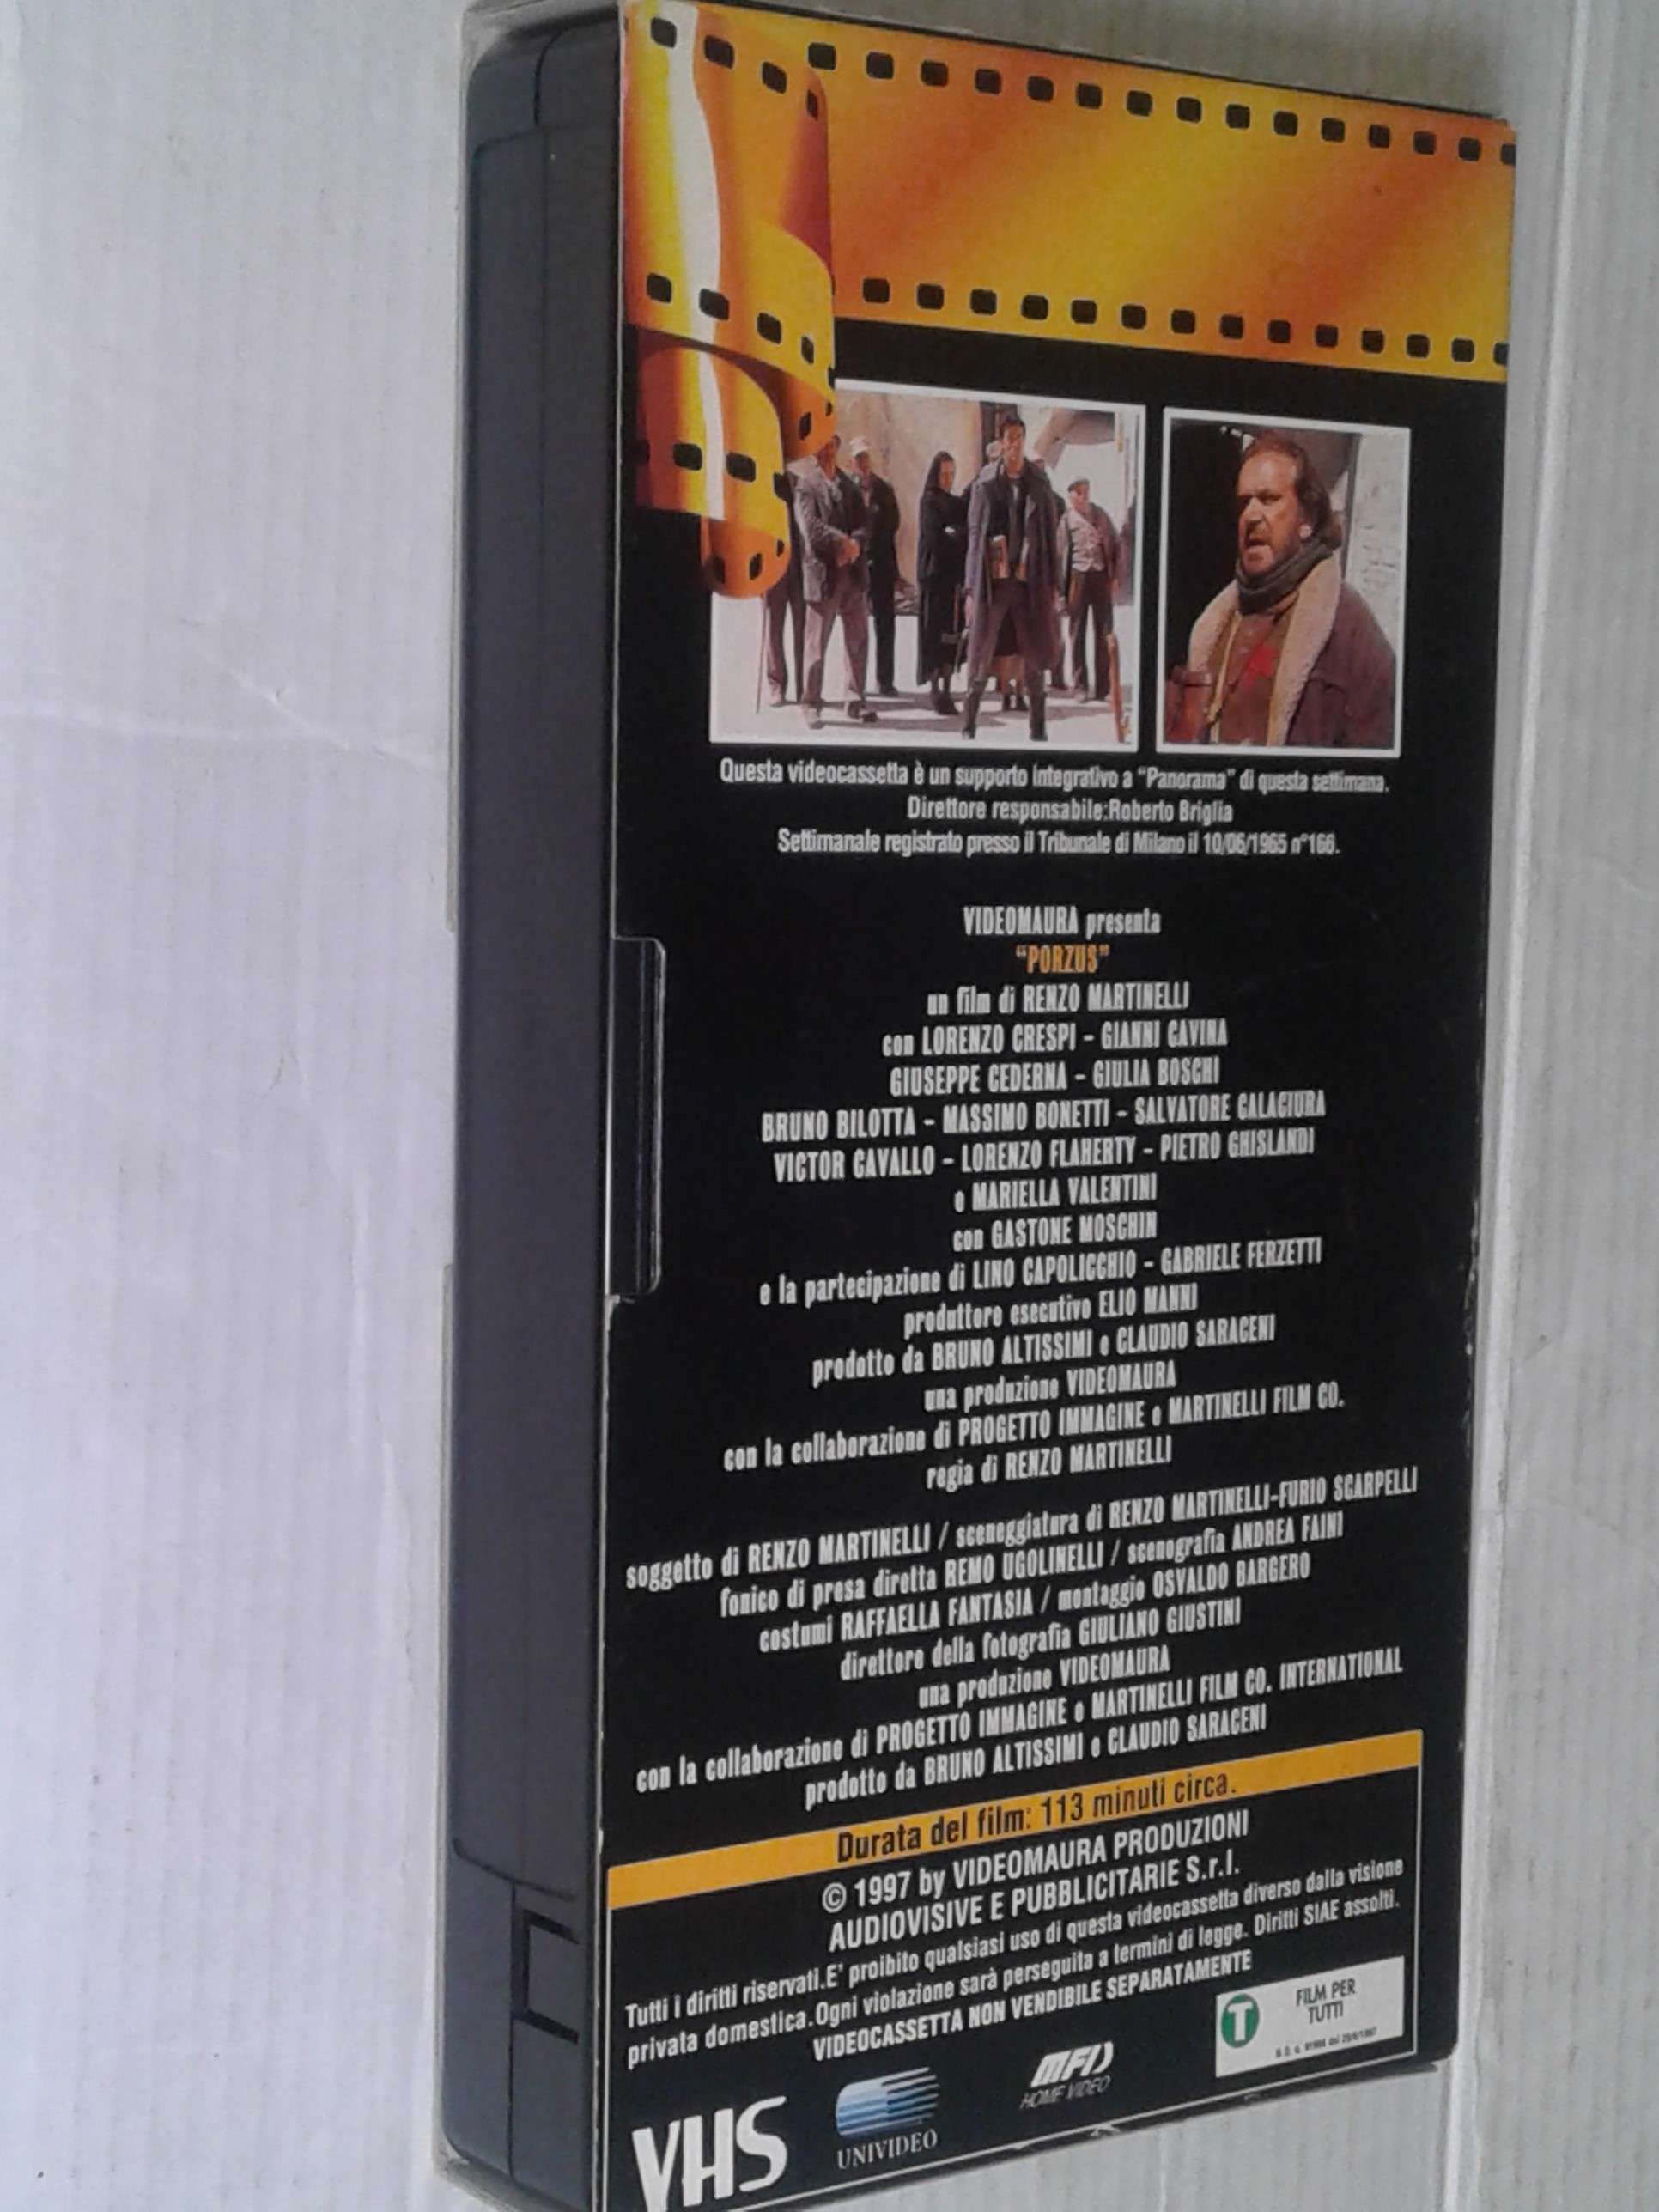 Questa videocassetta è un supporto integrativo a “Panorama” di questa settimana.
Direttore responsabile:Roberto Briglia
Settimanale registrato presso il Tribunale di Milano il 10/06/1965 n°166.
VIDEOMAURA presenta
“PORZUS”
un film di RENZO MARTINELLI
con LORENZO CRESPI - GIANNI CAVINA
GIUSEPPE CEDERNA - GIULIA BOSCHI
BRUNO BILOTTA - MASSIMO BONETTI - SALVATORE CALACIURA
VICTOR CAVALLO - LORENZO FLAHERTY - PIETRO GHISLANDI
e MARIELLA VALENTINI
con GASTONE MOSCHIN
e la partecipazione di LINO CAPOLICCHIO - GABRIELE FERZETTI
produttore esecutivo ELIO MANNI
prodotto da BRUNO ALTISSIMI e CLAUDIO SARACENI
una produzione VIDEOMAURA
con la collaborazione di PROGETTO IMMAGINE e MARTINELLI FILM CO.
regia di RENZO MARTINELLI
soggetto di RENZO MARTINELLI / sceneggiatura di RENZO MARTINELLI-FURIO SCARPELLI
fonico di presa diretta REMO UGOLINELLI / scenografia ANDREA FAINI
costumi RAFFAELLA FANTASIA / montaggio OSVALDO BARGERO
direttore della fotografia GIULIANO GIUSTINI
una produzione VIDEOMAURA
con la collaborazione di PROGETTO IMMAGINE e MARTINELLI FILM CO. INTERNATIONAL
prodotto da BRUNO ALTISSIMI e CLAUDIO SARACENI
Durata del film: 113 minuti circa.
© 1997 by VIDEOMAURA PRODUZIONI
AUDIOVISIVE E PUBBLICITARIE S.r.l.
Tutti i diritti riservati.E' proibito qualsiasi uso di questa videocassetta diverso dalla visione
privata domestica.Ogni violazione sarà perseguita a termini di legge. Diritti SIAE assolti.
VIDEOCASSETTA NON VENDIBILE SEPARATAMENTE
VHS
UNIVIDEO
MFD
HOME VIDEO
T
FILM PER
TUTTI